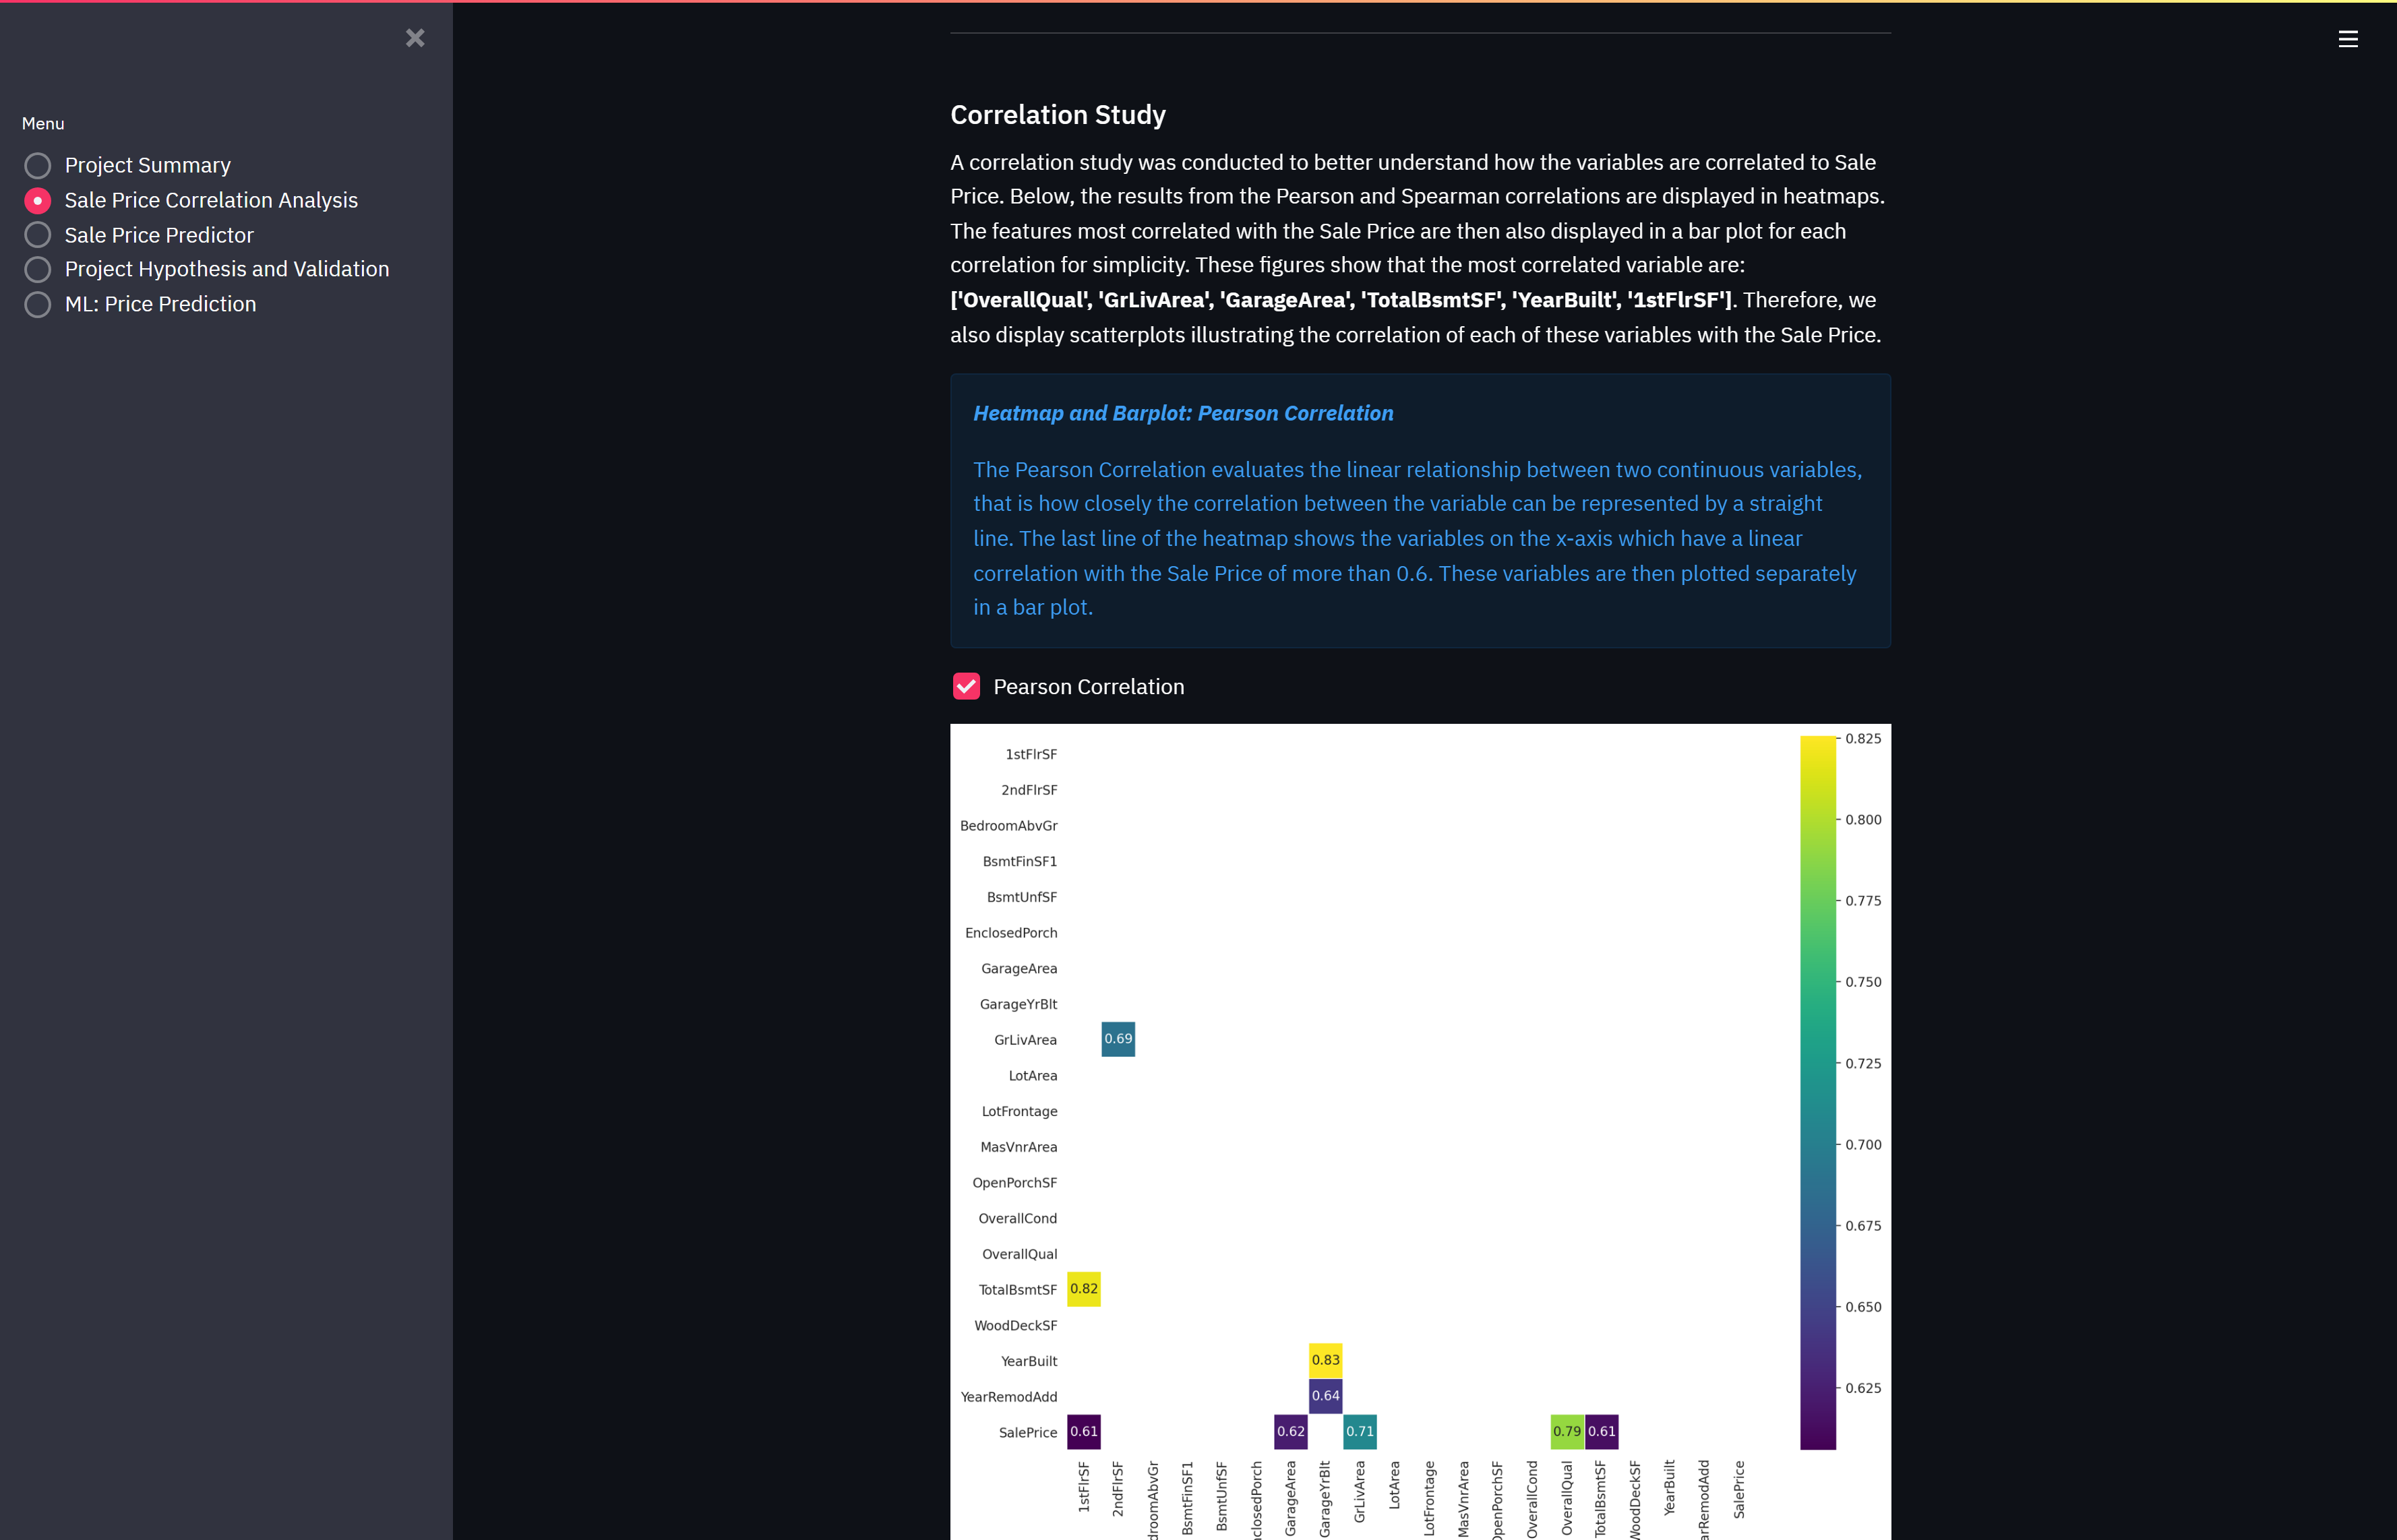 Menu
Project Summary
Sale Price Correlation Analysis
Sale Price Predictor
Project Hypothesis and Validation
ML: Price Prediction
Correlation Study
A correlation study was conducted to better understand how the variables are correlated to Sale
Price. Below, the results from the Pearson and Spearman correlations are displayed in heatmaps.
The features most correlated with the Sale Price are then also displayed in a bar plot for each
correlation for simplicity. These figures show that the most correlated variable are:
['OverallQual', 'GrLivArea', 'GarageArea', 'TotalBsmtSF', 'YearBuilt', '1stFlrSF']. Therefore, we
also display scatterplots illustrating the correlation of each of these variables with the Sale Price.
Heatmap and Barplot: Pearson Correlation
The Pearson Correlation evaluates the linear relationship between two continuous variables,
that is how closely the correlation between the variable can be represented by a straight
line. The last line of the heatmap shows the variables on the x-axis which have a linear
correlation with the Sale Price of more than 0.6. These variables are then plotted separately
in a bar plot.
Pearson Correlation
1stFlrSF
2ndFlrSF
BedroomAbvGr
BsmtFinSF1
BsmtUnfSF
EnclosedPorch
GarageArea
GarageYrBlt
GrLivArea 0.69
LotArea
LotFrontage
MasVnrArea
OpenPorchSF
OverallCond
OverallQual
TotalBsmtSF 0.82
WoodDeckSF
YearBuilt 0.83
YearRemodAdd 0.64
SalePrice 0.61 0.62 0.71 0.79 0.61
0.825
0.800
0.775
0.750
0.725
0.700
0.675
0.650
0.625
1stFlrSF
2ndFlrSF
droomAbvGr
BsmtFinSF1
BsmtUnfSF
closedPorch
GarageArea
GarageYrBlt
GrLivArea
LotArea
LotFrontage
MasVnrArea
OpenPorchSF
OverallCond
OverallQual
TotalBsmtSF
WoodDeckSF
YearBuilt
arRemodAdd
SalePrice